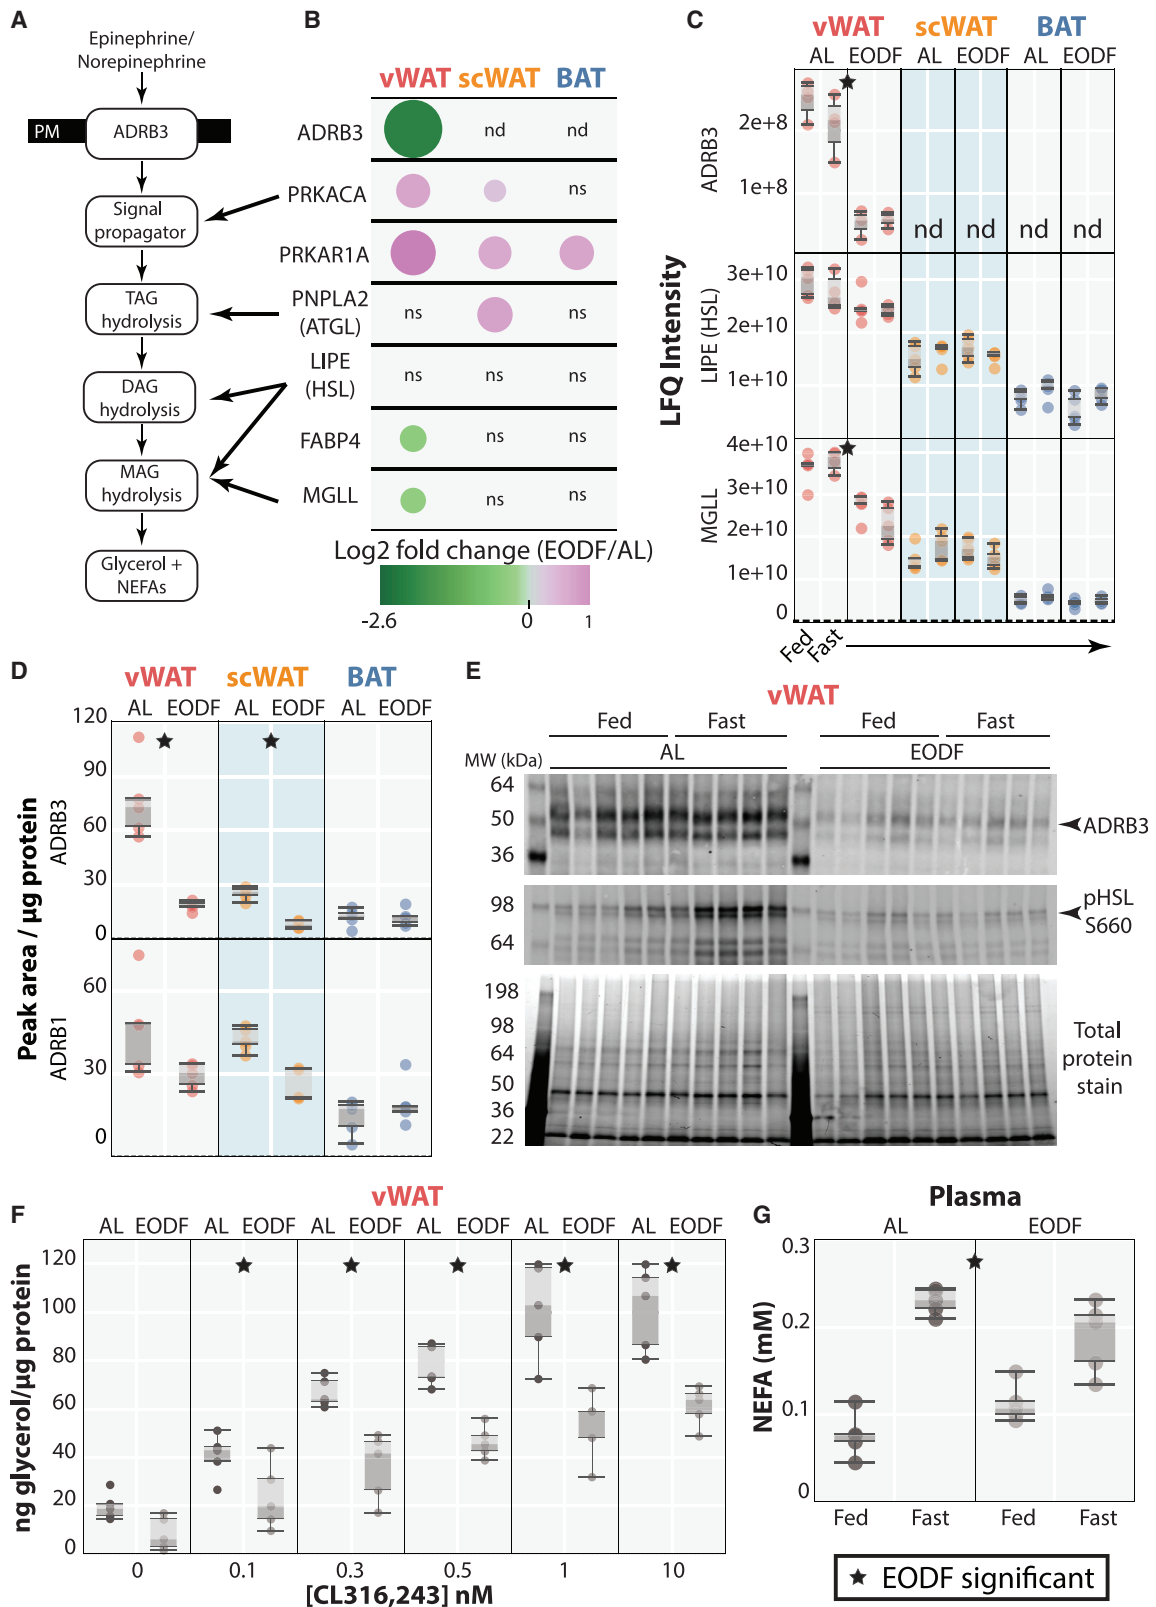 A
Epinephrine/
Norepinephrine
PM
ADRB3
Signal
propagator
TAG
hydrolysis
DAG
hydrolysis
MAG
hydrolysis
Glycerol +
NEFAs
B
vWAT scWAT BAT
ADRB3 nd nd
PRKACA ns
PRKAR1A
PNPLA2
(ATGL) ns ns
LIPE
(HSL) ns ns ns
FABP4 ns ns
MGLL ns ns
Log2 fold change (EODF/AL)
-2.6 0 1
C
vWAT scWAT BAT
AL EODF AL EODF AL EODF
LFQ Intensity
ADRB3
2e+8
1e+8
nd nd nd nd
LIPE (HSL)
3e+10
2e+10
1e+10
MGLL
4e+10
3e+10
2e+10
1e+10
0
Fed
Fast
D
vWAT scWAT BAT
AL EODF AL EODF AL EODF
Peak area / µg protein
ADRB3
120
90
60
30
0
ADRB1
60
30
0
E
vWAT
Fed Fast Fed Fast
MW (kDa) AL EODF
64
50
36
ADRB3
98
64
pHSL
S660
198
98
64
50
36
22
Total
protein
stain
F
vWAT
AL EODF AL EODF AL EODF AL EODF AL EODF AL EODF
ng glycerol/µg protein
120
100
80
60
40
20
0
0 0.1 0.3 0.5 1 10
[CL316,243] nM
G
Plasma
AL EODF
NEFA (mM)
0.3
0.2
0.1
0
Fed Fast Fed Fast
★ EODF significant